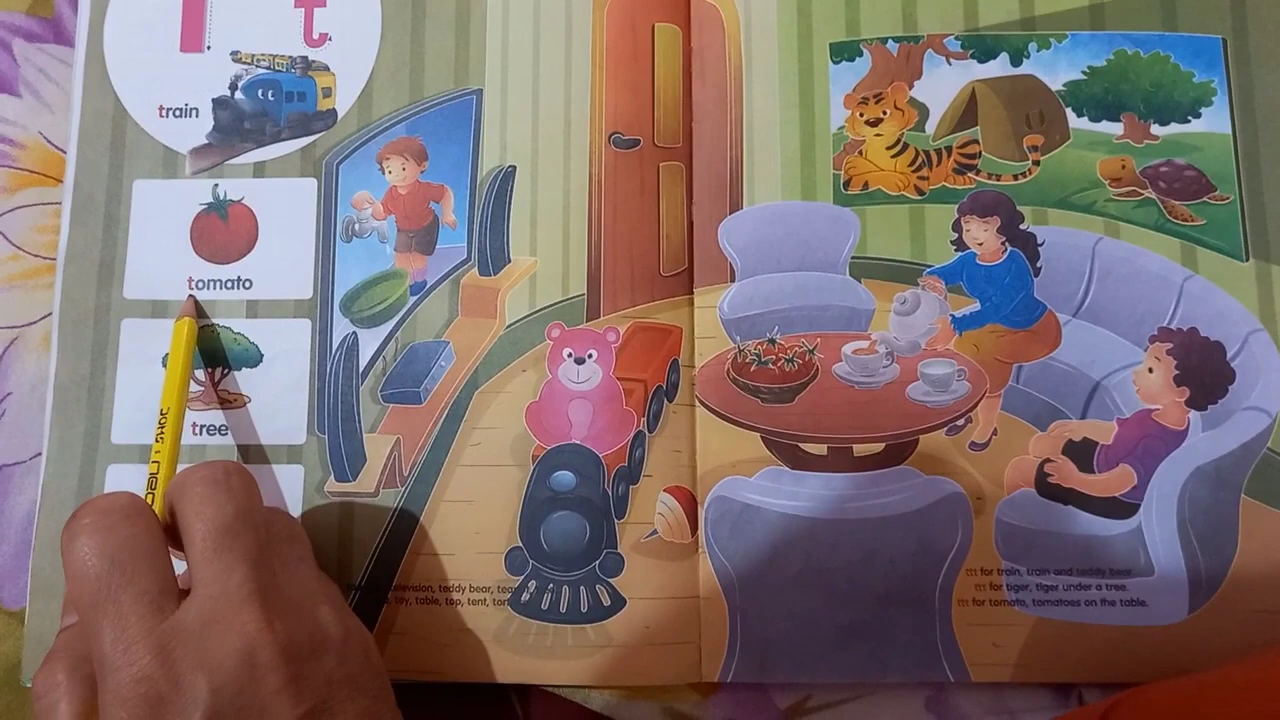 T t
train
tomato
tree
television, teddy bear,
toy, table, top, tent,
ttt for train, train and teddy bear
ttt for tiger, tiger under a tree.
ttt for tomato, tomatoes on the table.